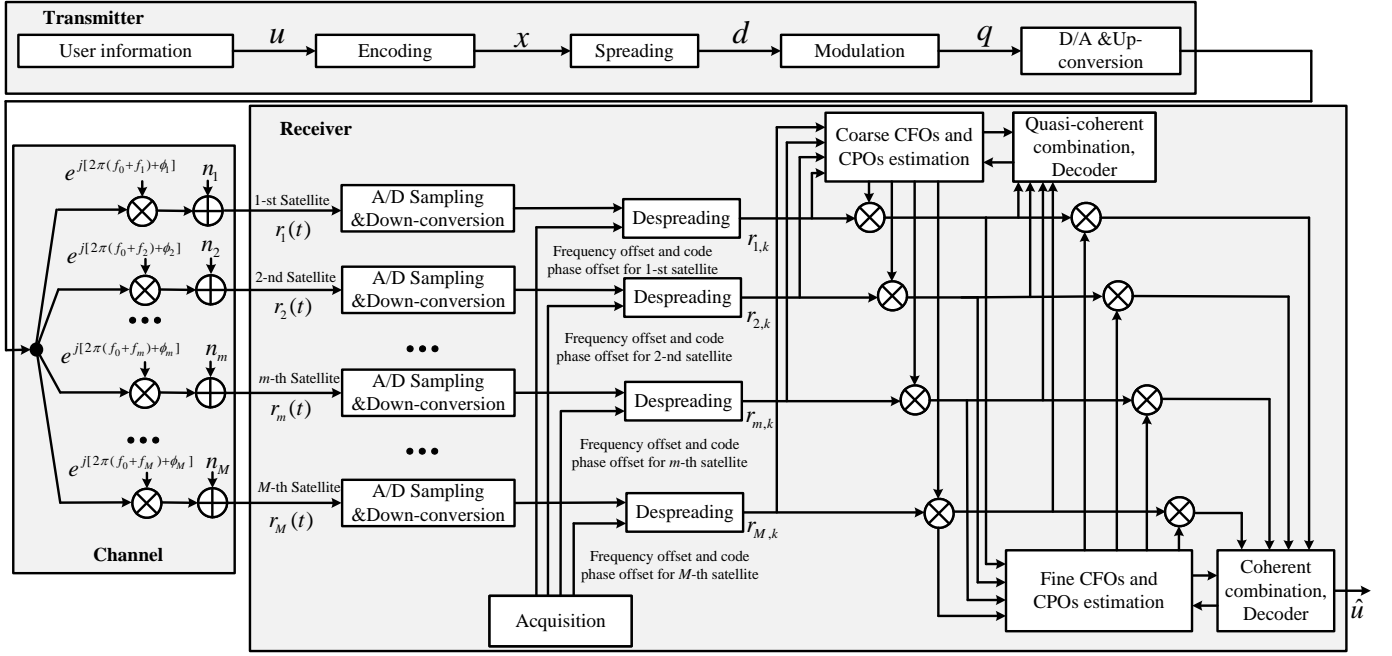 Transmitter
User information
u
Encoding
x
Spreading
d
Modulation
q
D/A &Up-
conversion
Receiver
Coarse CFOs and
CPOs estimation
Quasi-coherent
combination,
Decoder
e^{j[2π(f_0+f_1)+ϕ_1]}
n_1
1-st Satellite
r_1(t)
A/D Sampling
&Down-conversion
Despreading
r_{1,k}
Frequency offset and code
phase offset for 1-st satellite
e^{j[2π(f_0+f_2)+ϕ_2]}
n_2
2-nd Satellite
r_2(t)
A/D Sampling
&Down-conversion
Despreading
r_{2,k}
Frequency offset and code
phase offset for 2-nd satellite
e^{j[2π(f_0+f_m)+ϕ_m]}
n_m
m-th Satellite
r_m(t)
A/D Sampling
&Down-conversion
Despreading
r_{m,k}
Frequency offset and code
phase offset for m-th satellite
e^{j[2π(f_0+f_M)+ϕ_M]}
n_M
M-th Satellite
r_M(t)
A/D Sampling
&Down-conversion
Despreading
r_{M,k}
Frequency offset and code
phase offset for M-th satellite
Channel
Acquisition
Fine CFOs and
CPOs estimation
Coherent
combination,
Decoder
û